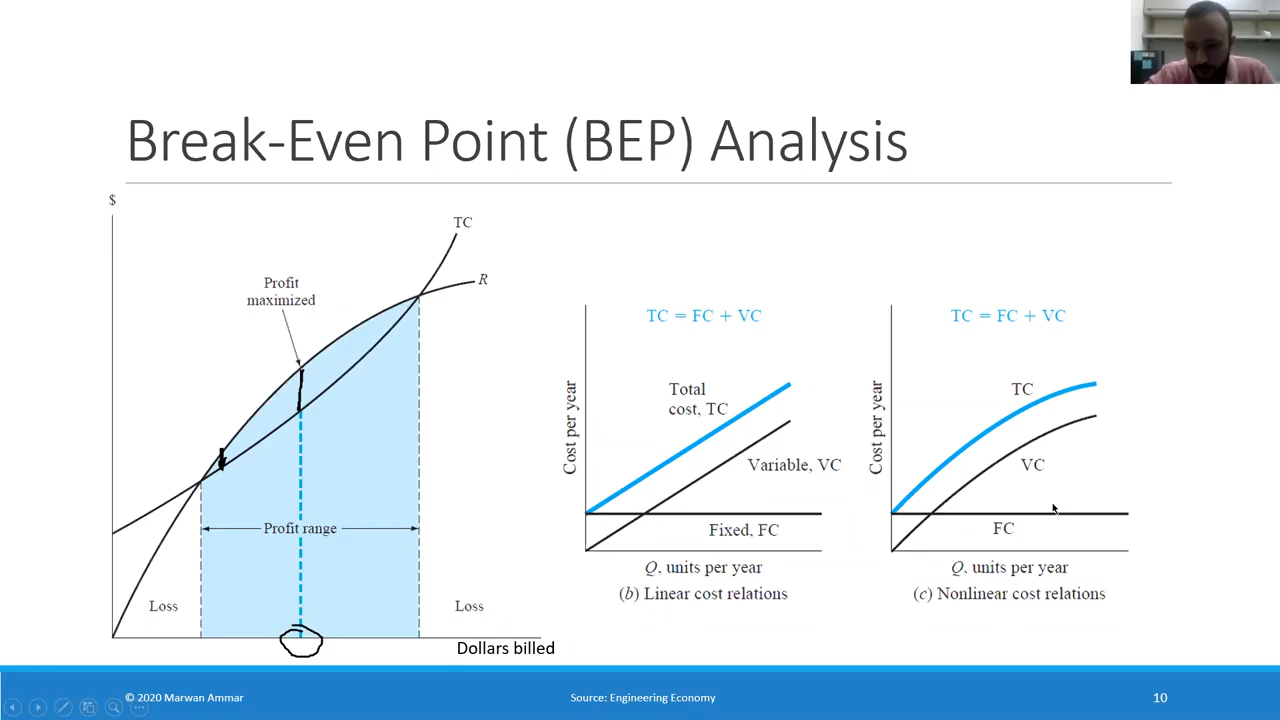 Break-Even Point (BEP) Analysis
$
TC
R
Profit
maximized
Profit range
Loss
Loss
Dollars billed
TC = FC + VC
Cost per year
Total
cost, TC
Variable, VC
Fixed, FC
Q, units per year
(b) Linear cost relations
TC = FC + VC
Cost per year
TC
VC
FC
Q, units per year
(c) Nonlinear cost relations
© 2020 Marwan Ammar
Source: Engineering Economy
10